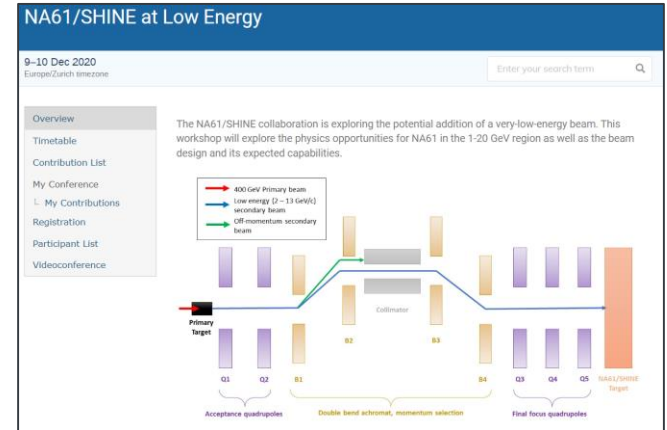 NA61/SHINE at Low Energy
9–10 Dec 2020
Europe/Zurich timezone
Enter your search term
Overview
Timetable
Contribution List
My Conference
My Contributions
Registration
Participant List
Videoconference
The NA61/SHINE collaboration is exploring the potential addition of a very-low-energy beam. This
workshop will explore the physics opportunities for NA61 in the 1-20 GeV region as well as the beam
design and its expected capabilities.
400 GeV Primary beam
Low energy (2 – 13 GeV/c)
secondary beam
Off-momentum secondary
beam
Collimator
Primary
Target
B2
B3
Q1
Q2
B1
B4
Q3
Q4
Q5
NA61/SHINE
Target
Acceptance quadrupoles
Double bend achromat, momentum selection
Final focus quadrupoles